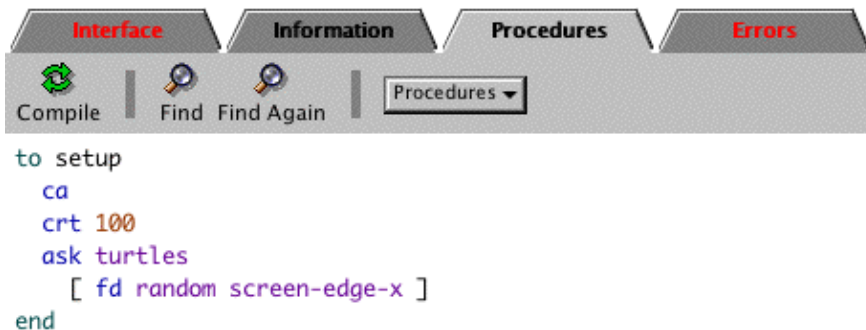 Interface Information Procedures Errors
Compile Find Find Again Procedures
to setup
ca
crt 100
ask turtles
[ fd random screen-edge-x ]
end